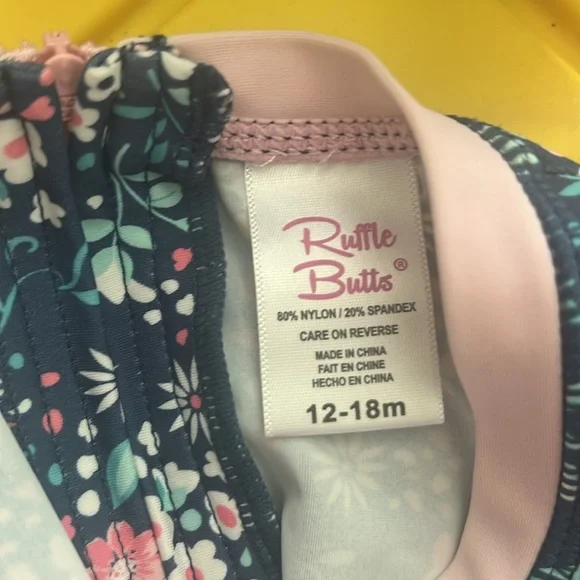 Ruffle
Butts®
80% NYLON / 20% SPANDEX
CARE ON REVERSE
MADE IN CHINA
FAIT EN CHINE
HECHO EN CHINA
12-18m